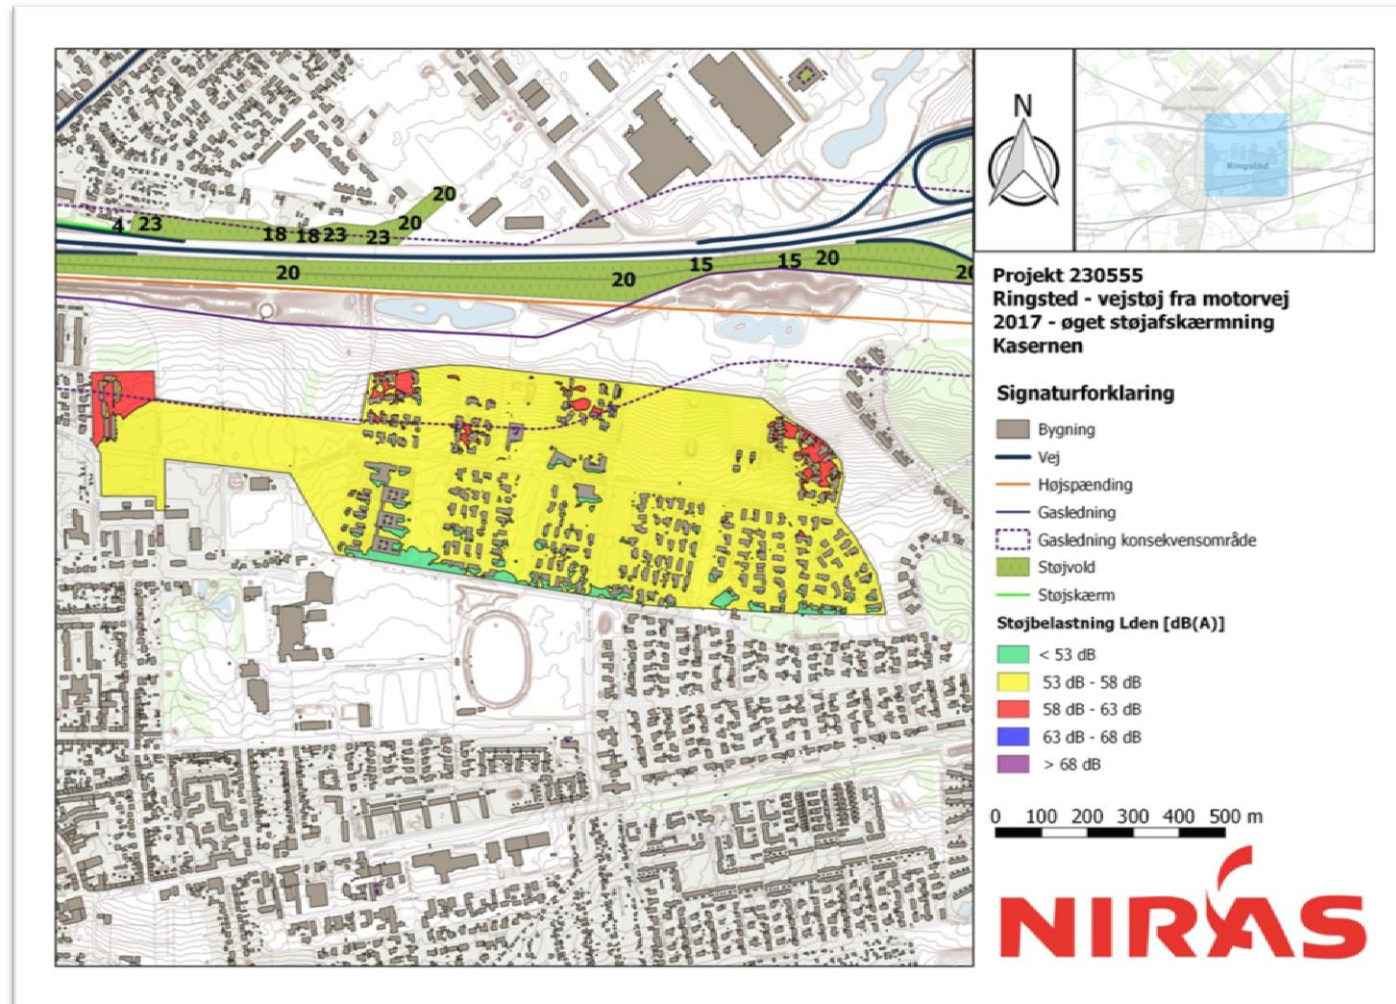 20
20
4
23
18
18
23
23
20
20
15
15
20
20
N
Ringsted
Projekt 230555
Ringsted - vejstøj fra motorvej
2017 - øget støjafskærmning
Kasernen
Signaturforklaring
Bygning
Vej
Højspænding
Gasledning
Gasledning konsekvensområde
Støjvold
Støjskærm
Støjbelastning Lden [dB(A)]
< 53 dB
53 dB - 58 dB
58 dB - 63 dB
63 dB - 68 dB
> 68 dB
0 100 200 300 400 500 m
NIRAS